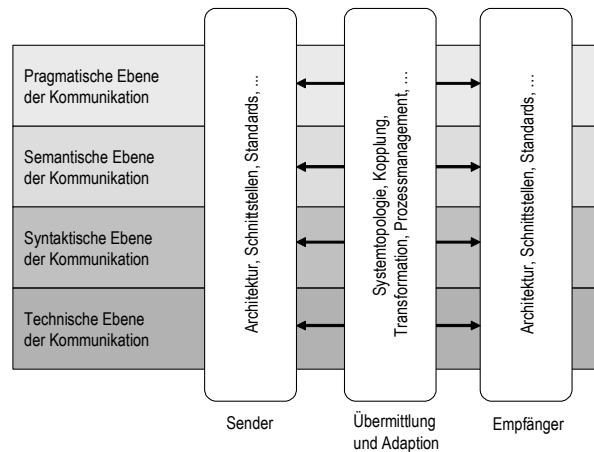 Pragmatische Ebene
der Kommunikation
Semantische Ebene
der Kommunikation
Syntaktische Ebene
der Kommunikation
Technische Ebene
der Kommunikation
Architektur, Schnittstellen, Standards, ...
Systemtopologie, Kopplung,
Transformation, Prozessmanagement, ...
Architektur, Schnittstellen, Standards, ...
Sender
Übermittlung
und Adaption
Empfänger